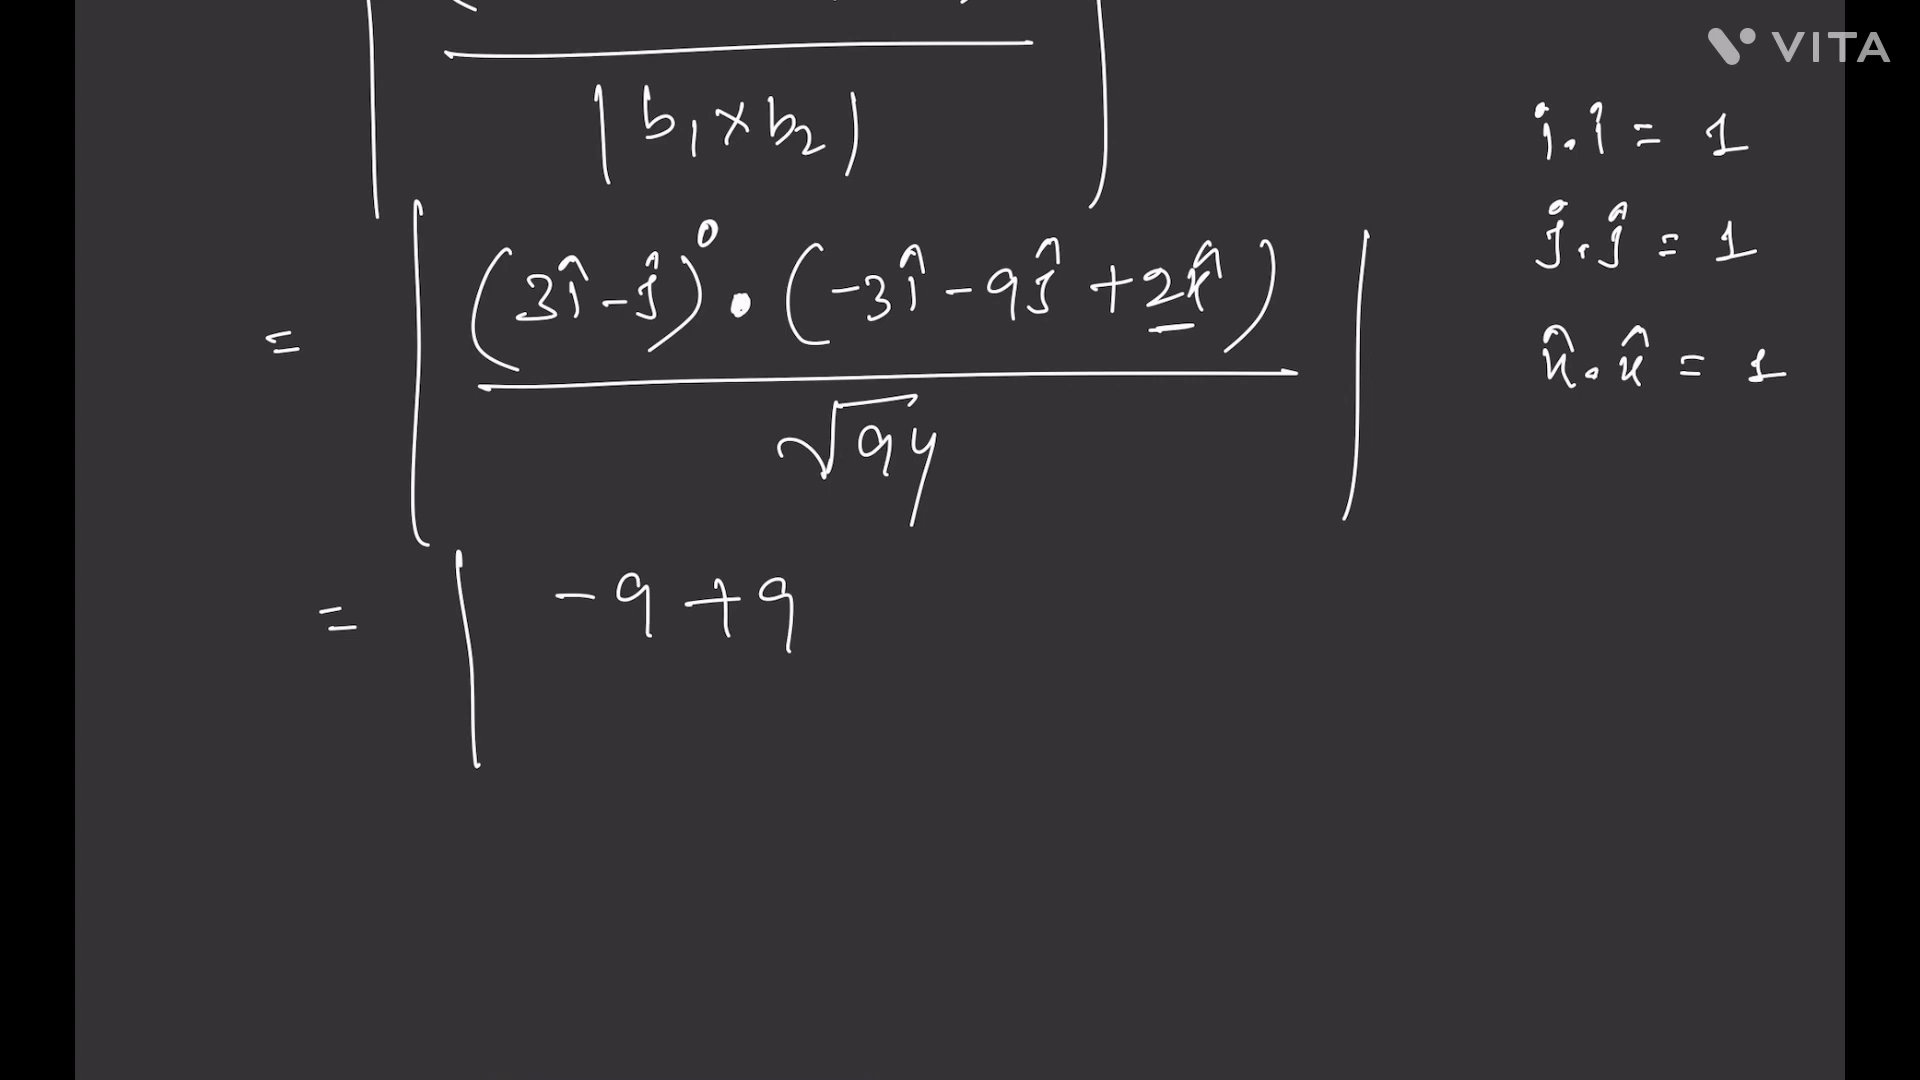 VITA
|b₁×b₂|
î.î = 1
ĵ.ĵ = 1
k̂.k̂ = 1
= | (3î-ĵ)⁰ • (-3î-9ĵ+2k̂)
√94 |
= | -9+9